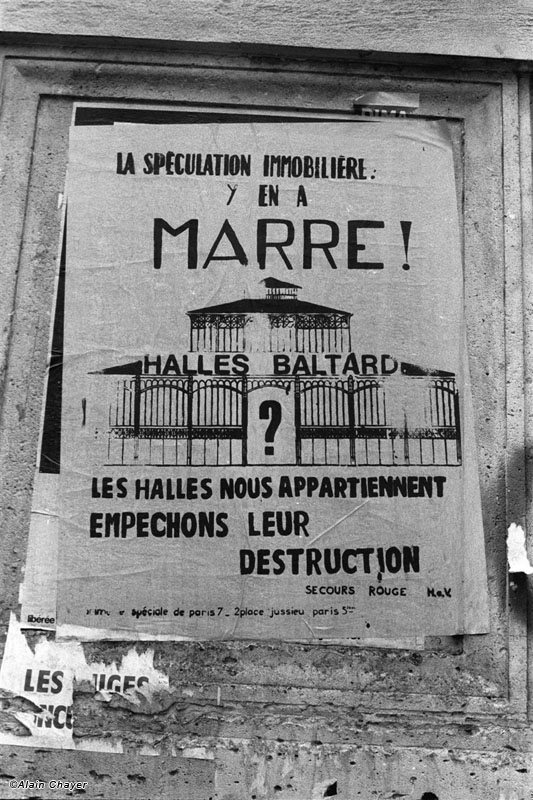 LA SPÉCULATION IMMOBILIÈRE :
Y EN A
MARRE !
HALLES BALTARD
?
LES HALLES NOUS APPARTIENNENT
EMPECHONS LEUR
DESTRUCTION
SECOURS ROUGE
spéciale de paris 7 _ 2 place jussieu paris 5
libérée
LES
©Alain Chayer